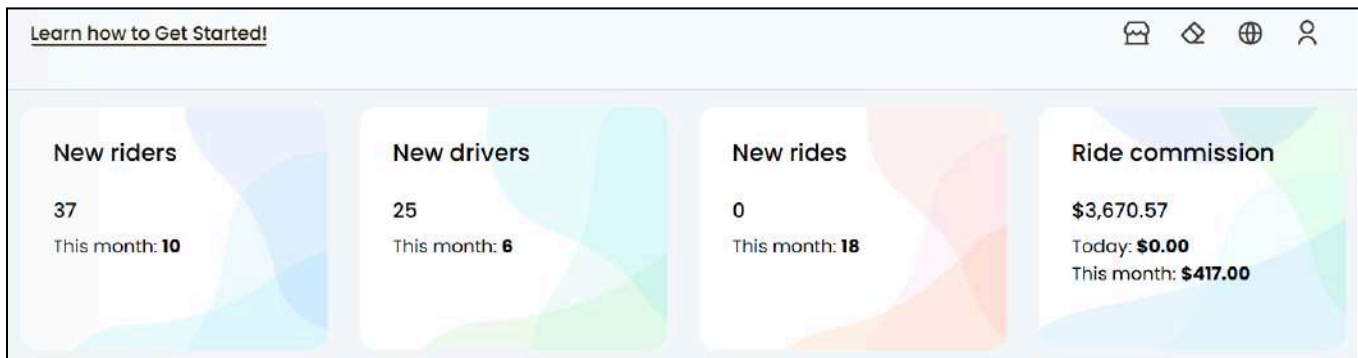 Learn how to Get Started!
New riders
37
This month: 10
New drivers
25
This month: 6
New rides
0
This month: 18
Ride commission
$3,670.57
Today: $0.00
This month: $417.00